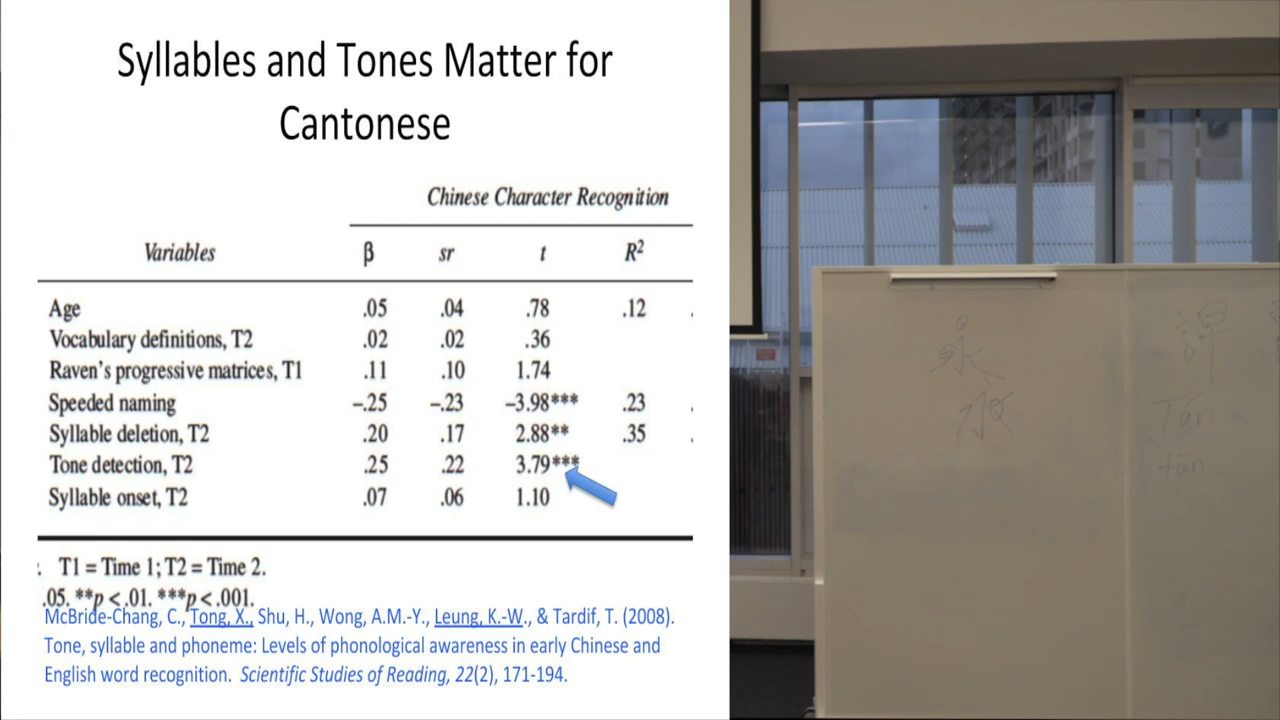 Syllables and Tones Matter for
Cantonese
Chinese Character Recognition
Variables β sr t R²
Age .05 .04 .78 .12 .
Vocabulary definitions, T2 .02 .02 .36
Raven's progressive matrices, T1 .11 .10 1.74
Speeded naming –.25 –.23 –3.98*** .23 .
Syllable deletion, T2 .20 .17 2.88** .35 .
Tone detection, T2 .25 .22 3.79***
Syllable onset, T2 .07 .06 1.10
. T1 = Time 1; T2 = Time 2.
.05. **p < .01. ***p < .001.
McBride-Chang, C., Tong, X., Shu, H., Wong, A.M.-Y., Leung, K.-W., & Tardif, T. (2008).
Tone, syllable and phoneme: Levels of phonological awareness in early Chinese and
English word recognition. Scientific Studies of Reading, 22(2), 171-194.
永